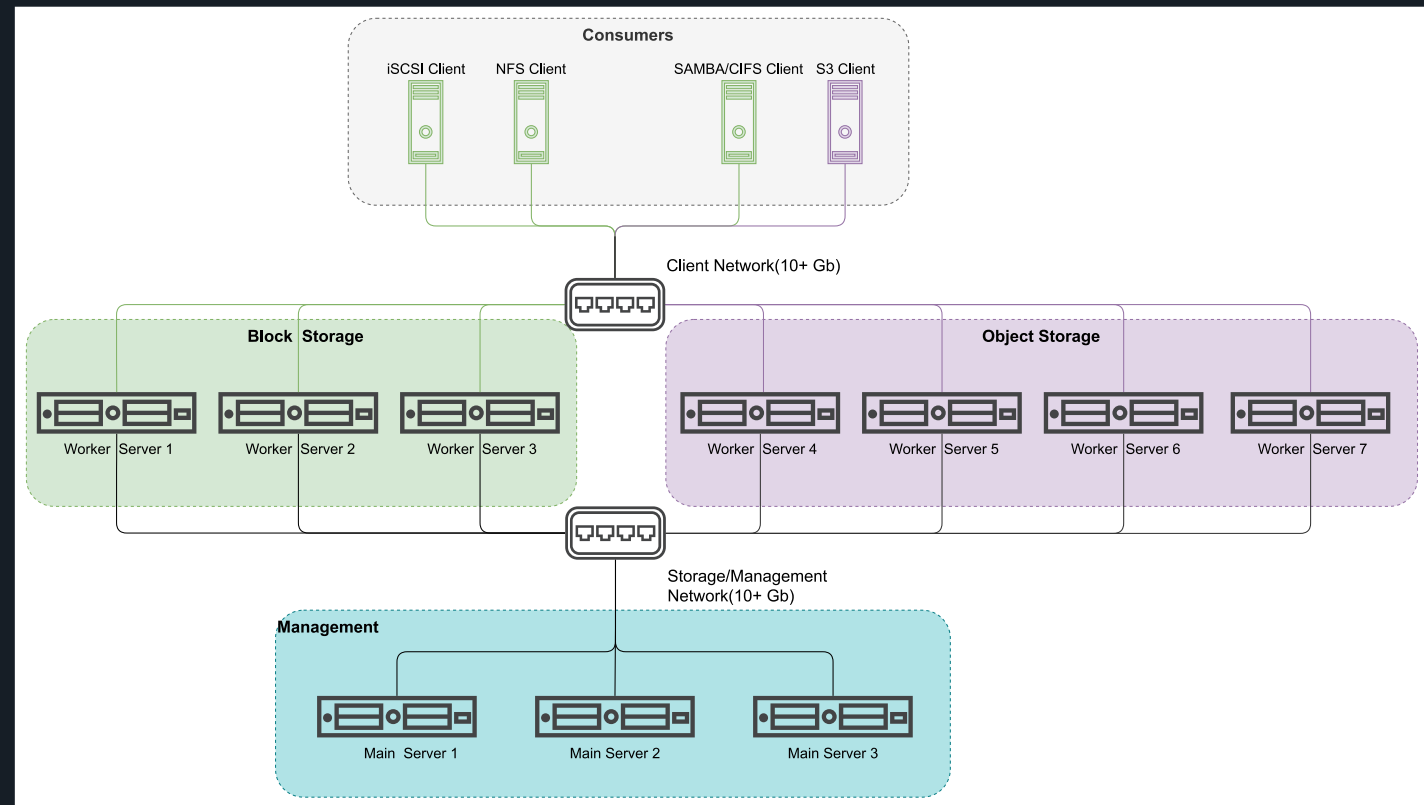 Consumers
iSCSI Client
NFS Client
SAMBA/CIFS Client
S3 Client
Client Network(10+ Gb)
Block Storage
Object Storage
Worker Server 1
Worker Server 2
Worker Server 3
Worker Server 4
Worker Server 5
Worker Server 6
Worker Server 7
Storage/Management
Network(10+ Gb)
Management
Main Server 1
Main Server 2
Main Server 3